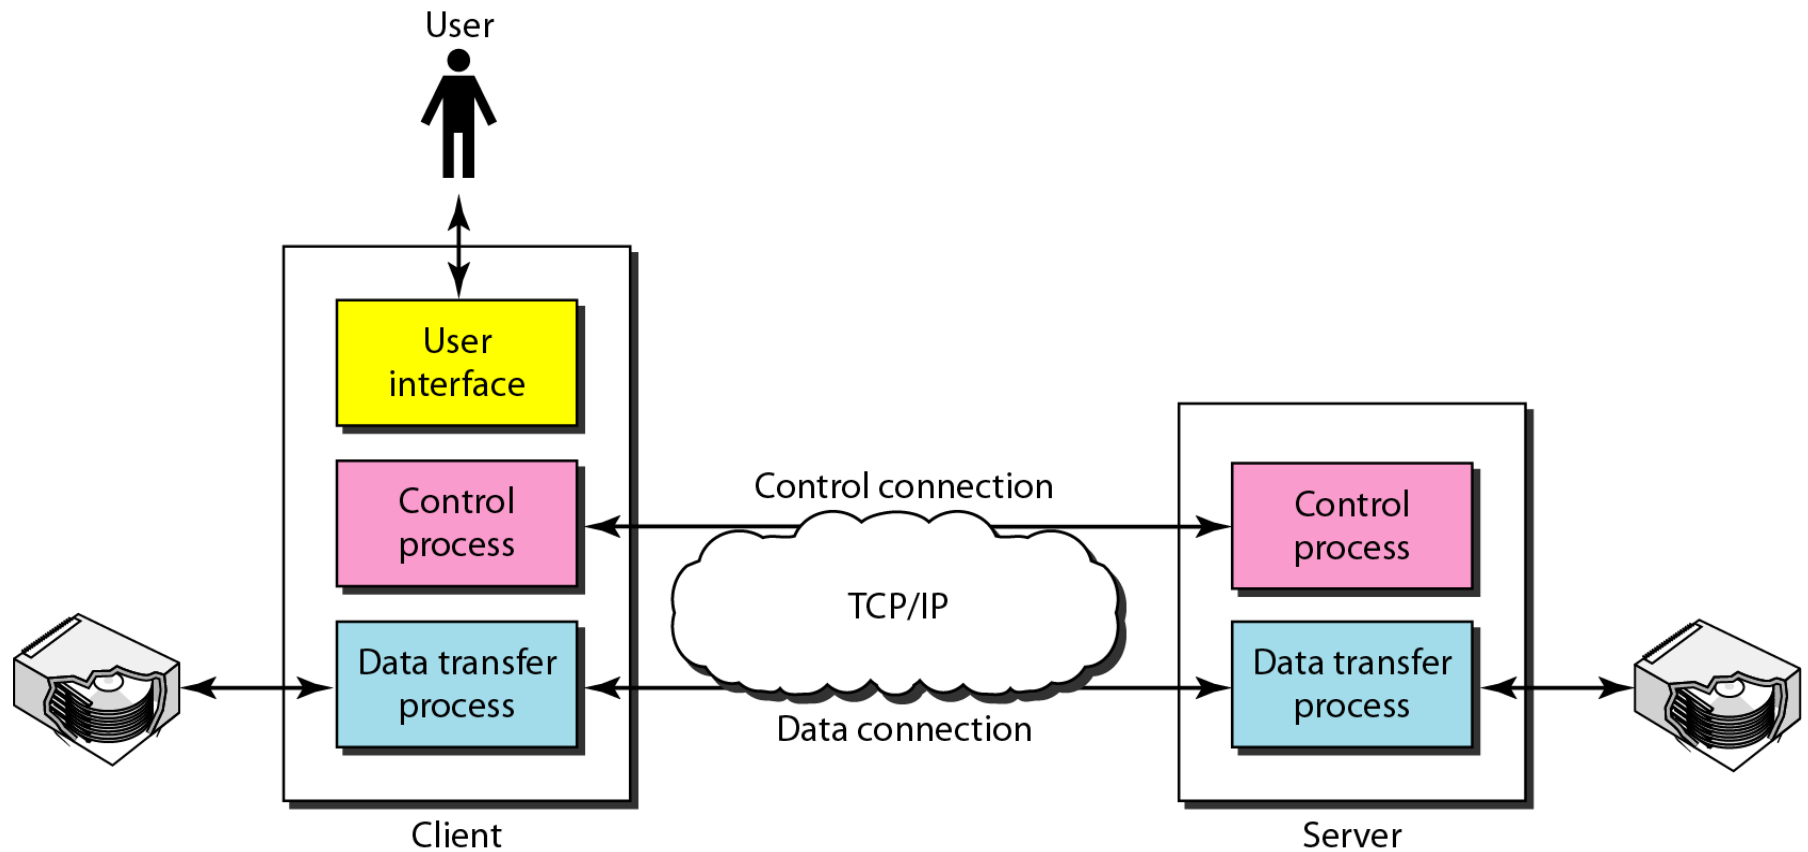 User
User
interface
Control
process
Data transfer
process
Client
Control connection
TCP/IP
Data connection
Control
process
Data transfer
process
Server